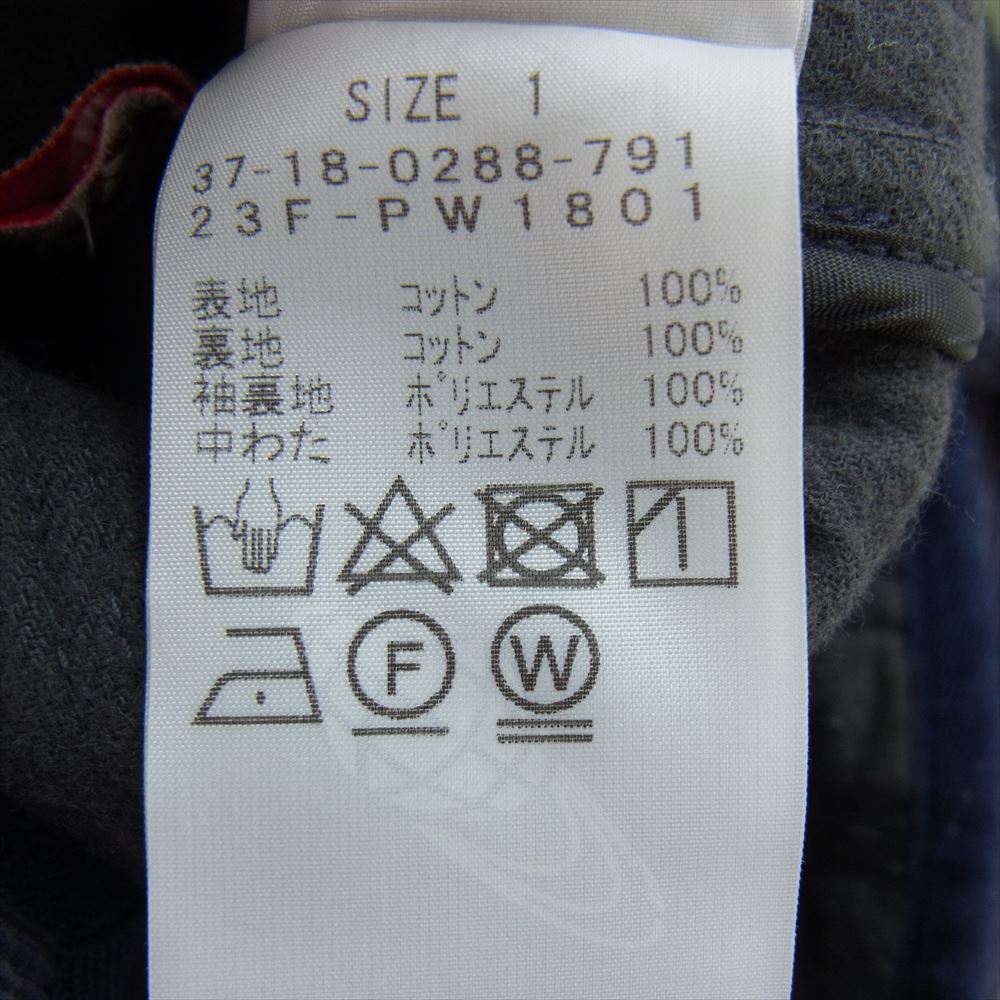 SIZE 1
37-18-0288-791
23F-PW1801
表地 コットン 100%
裏地 コットン 100%
袖裏地 ポリエステル 100%
中わた ポリエステル 100%
F W